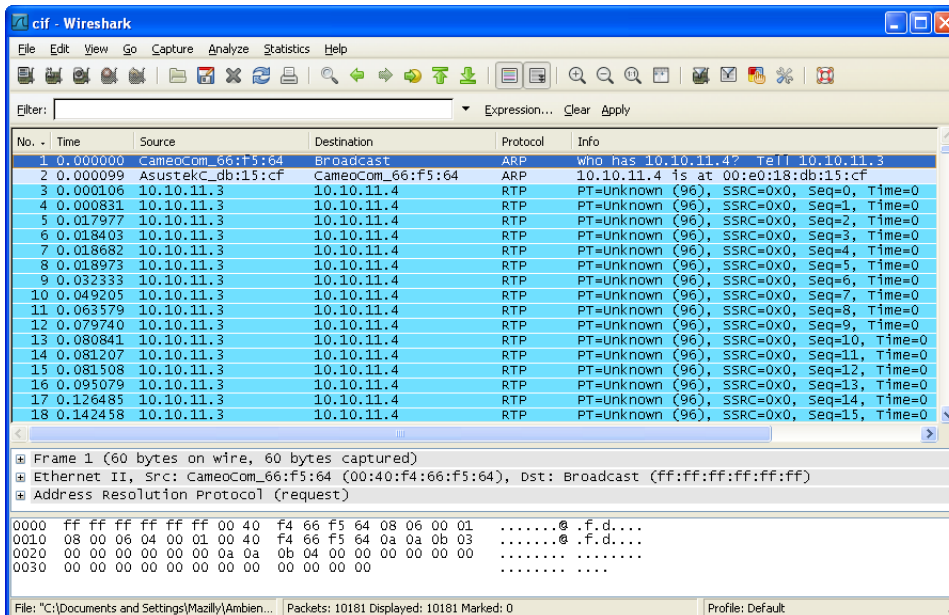 cif - Wireshark
File Edit View Go Capture Analyze Statistics Help
Filter: Expression... Clear Apply
No. Time Source Destination Protocol Info
1 0.000000 CameoCom_66:f5:64 Broadcast ARP Who has 10.10.11.4? Tell 10.10.11.3
2 0.000099 AsustekC_db:15:cf CameoCom_66:f5:64 ARP 10.10.11.4 is at 00:e0:18:db:15:cf
3 0.000106 10.10.11.3 10.10.11.4 RTP PT=Unknown (96), SSRC=0x0, Seq=0, Time=0
4 0.000831 10.10.11.3 10.10.11.4 RTP PT=Unknown (96), SSRC=0x0, Seq=1, Time=0
5 0.017977 10.10.11.3 10.10.11.4 RTP PT=Unknown (96), SSRC=0x0, Seq=2, Time=0
6 0.018403 10.10.11.3 10.10.11.4 RTP PT=Unknown (96), SSRC=0x0, Seq=3, Time=0
7 0.018682 10.10.11.3 10.10.11.4 RTP PT=Unknown (96), SSRC=0x0, Seq=4, Time=0
8 0.018973 10.10.11.3 10.10.11.4 RTP PT=Unknown (96), SSRC=0x0, Seq=5, Time=0
9 0.032333 10.10.11.3 10.10.11.4 RTP PT=Unknown (96), SSRC=0x0, Seq=6, Time=0
10 0.049205 10.10.11.3 10.10.11.4 RTP PT=Unknown (96), SSRC=0x0, Seq=7, Time=0
11 0.063579 10.10.11.3 10.10.11.4 RTP PT=Unknown (96), SSRC=0x0, Seq=8, Time=0
12 0.079740 10.10.11.3 10.10.11.4 RTP PT=Unknown (96), SSRC=0x0, Seq=9, Time=0
13 0.080841 10.10.11.3 10.10.11.4 RTP PT=Unknown (96), SSRC=0x0, Seq=10, Time=0
14 0.081207 10.10.11.3 10.10.11.4 RTP PT=Unknown (96), SSRC=0x0, Seq=11, Time=0
15 0.081508 10.10.11.3 10.10.11.4 RTP PT=Unknown (96), SSRC=0x0, Seq=12, Time=0
16 0.095079 10.10.11.3 10.10.11.4 RTP PT=Unknown (96), SSRC=0x0, Seq=13, Time=0
17 0.126485 10.10.11.3 10.10.11.4 RTP PT=Unknown (96), SSRC=0x0, Seq=14, Time=0
18 0.142458 10.10.11.3 10.10.11.4 RTP PT=Unknown (96), SSRC=0x0, Seq=15, Time=0
Frame 1 (60 bytes on wire, 60 bytes captured)
Ethernet II, Src: CameoCom_66:f5:64 (00:40:f4:66:f5:64), Dst: Broadcast (ff:ff:ff:ff:ff:ff)
Address Resolution Protocol (request)
0000 ff ff ff ff ff ff 00 40 f4 66 f5 64 08 06 00 01 .......@ .f.d....
0010 08 00 06 04 00 01 00 40 f4 66 f5 64 0a 0a 0b 03 .......@ .f.d....
0020 00 00 00 00 00 00 0a 0a 0b 04 00 00 00 00 00 00 ........ ........
0030 00 00 00 00 00 00 00 00 00 00 00 00 ........ ....
File: "C:\Documents and Settings\Mazilly\Ambien... Packets: 10181 Displayed: 10181 Marked: 0 Profile: Default